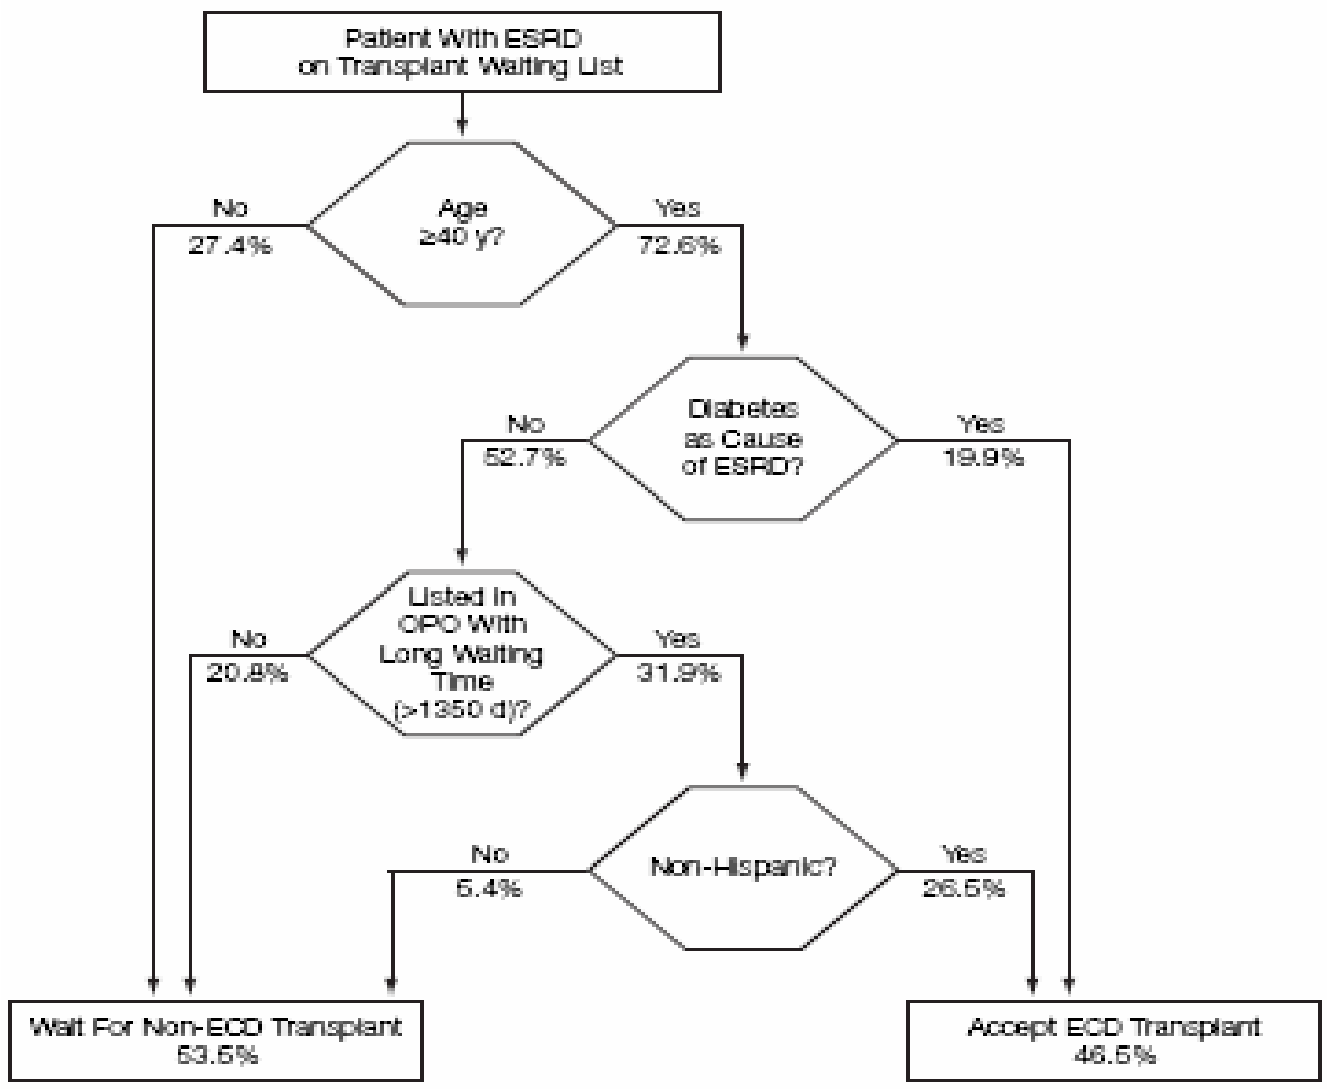 Patient With ESRD
on Transplant Waiting List
Age
≥40 y?
No
27.4%
Yes
72.6%
Diabetes
as Cause
of ESRD?
No
52.7%
Yes
19.9%
Listed in
OPO With
Long Waiting
Time
(>1350 d)?
No
20.8%
Yes
31.9%
Non-Hispanic?
No
5.4%
Yes
26.5%
Wait For Non-ECD Transplant
53.5%
Accept ECD Transplant
46.5%